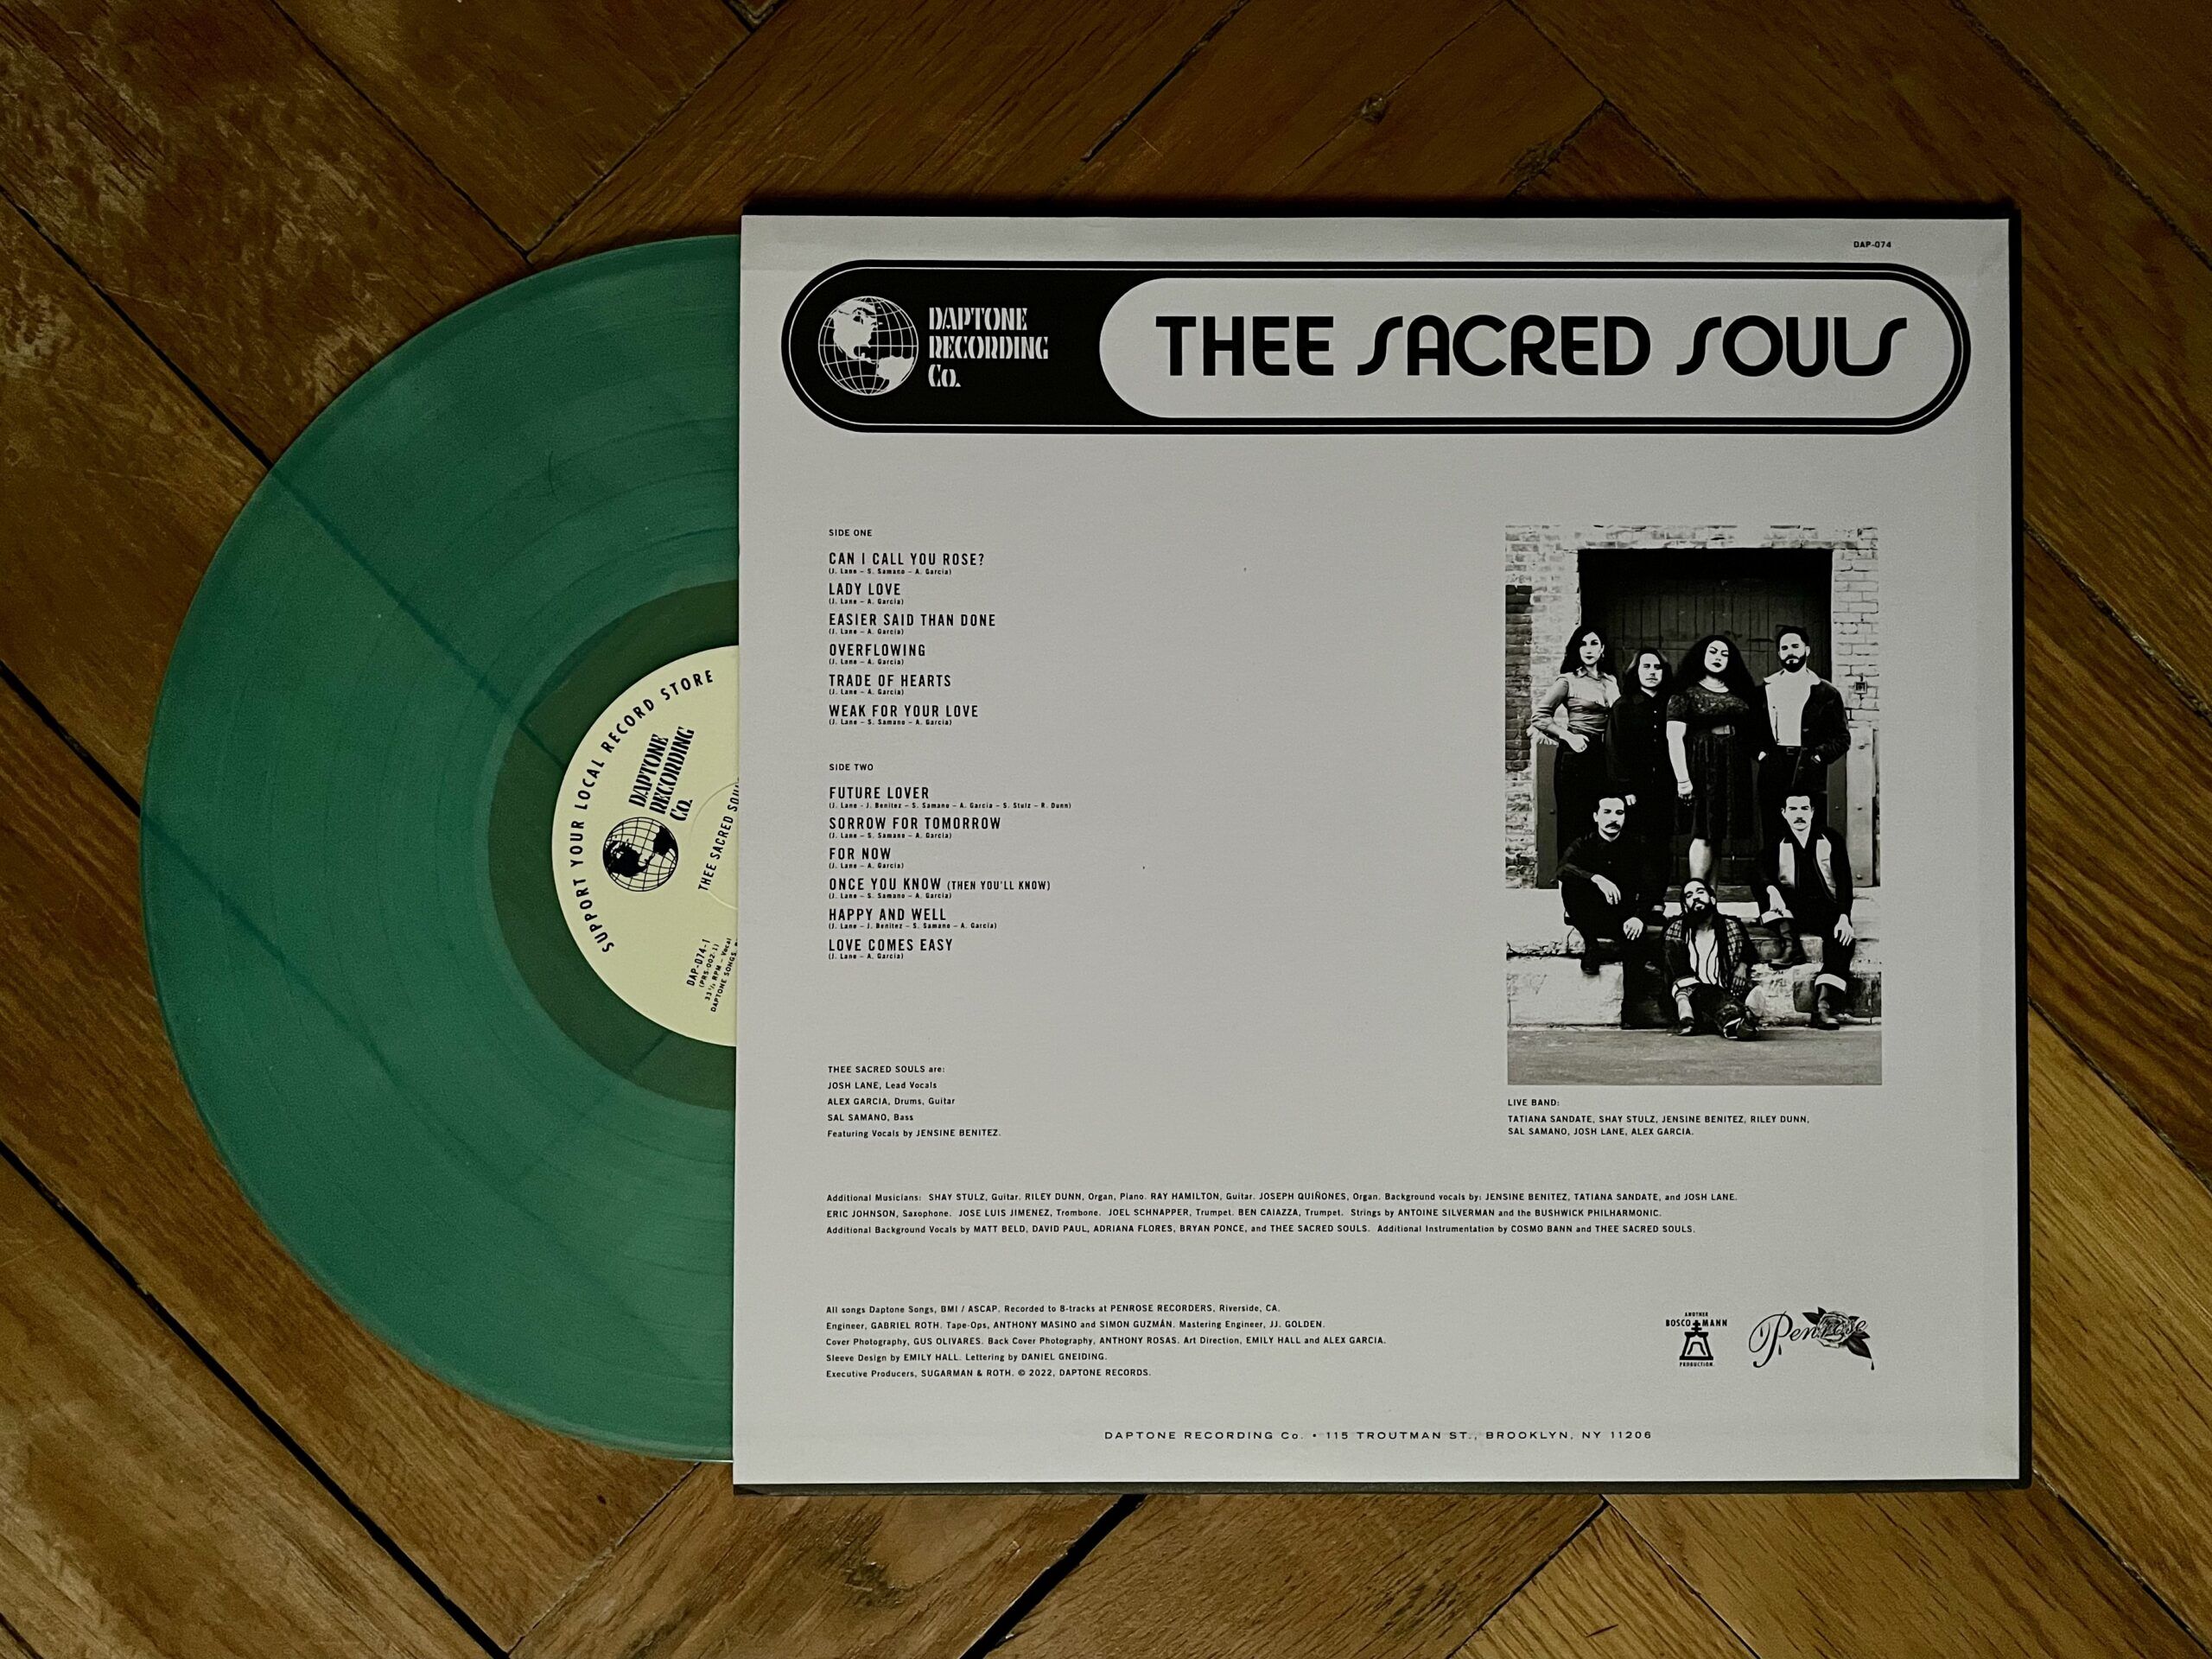 DAP-074
DAPTONE
RECORDING
Co.
THEE SACRED SOULS
SIDE ONE
CAN I CALL YOU ROSE?
(J. Lane – S. Samano – A. Garcia)
LADY LOVE
(J. Lane – A. Garcia)
EASIER SAID THAN DONE
(J. Lane – A. Garcia)
OVERFLOWING
(J. Lane – A. Garcia)
TRADE OF HEARTS
(J. Lane – A. Garcia)
WEAK FOR YOUR LOVE
(J. Lane – S. Samano – A. Garcia)
SIDE TWO
FUTURE LOVER
(J. Lane - J. Benitez – S. Samano – A. Garcia – S. Stulz – R. Dunn)
SORROW FOR TOMORROW
(J. Lane – S. Samano – A. Garcia)
FOR NOW
(J. Lane – A. Garcia)
ONCE YOU KNOW (THEN YOU'LL KNOW)
(J. Lane – S. Samano – A. Garcia)
HAPPY AND WELL
(J. Lane – J. Benitez – S. Samano – A. Garcia)
LOVE COMES EASY
(J. Lane – A. Garcia)
THEE SACRED SOULS are:
JOSH LANE, Lead Vocals
ALEX GARCIA, Drums, Guitar
SAL SAMANO, Bass
Featuring Vocals by JENSINE BENITEZ.
LIVE BAND:
TATIANA SANDATE, SHAY STULZ, JENSINE BENITEZ, RILEY DUNN,
SAL SAMANO, JOSH LANE, ALEX GARCIA.
Additional Musicians: SHAY STULZ, Guitar. RILEY DUNN, Organ, Piano. RAY HAMILTON, Guitar. JOSEPH QUIÑONES, Organ. Background vocals by: JENSINE BENITEZ, TATIANA SANDATE, and JOSH LANE.
ERIC JOHNSON, Saxophone. JOSE LUIS JIMENEZ, Trombone. JOEL SCHNAPPER, Trumpet. BEN CAIAZZA, Trumpet. Strings by ANTOINE SILVERMAN and the BUSHWICK PHILHARMONIC.
Additional Background Vocals by MATT BELD, DAVID PAUL, ADRIANA FLORES, BRYAN PONCE, and THEE SACRED SOULS. Additional Instrumentation by COSMO BANN and THEE SACRED SOULS.
All songs Daptone Songs, BMI / ASCAP. Recorded to 8-tracks at PENROSE RECORDERS, Riverside, CA.
Engineer, GABRIEL ROTH. Tape-Ops, ANTHONY MASINO and SIMON GUZMÁN. Mastering Engineer, JJ. GOLDEN.
Cover Photography, GUS OLIVARES. Back Cover Photography, ANTHONY ROSAS. Art Direction, EMILY HALL and ALEX GARCIA.
Sleeve Design by EMILY HALL. Lettering by DANIEL GNEIDING.
Executive Producers, SUGARMAN & ROTH. © 2022, DAPTONE RECORDS.
ANOTHER
BOSCO MANN
PRODUCTION.
Penrose
DAPTONE RECORDING Co. • 115 TROUTMAN ST., BROOKLYN, NY 11206
SUPPORT YOUR LOCAL RECORD STORE
DAPTONE
RECORDING
Co.
THEE SACRED SOUL
DAP-074-1
(PRS-002-1)
33 1/3 RPM – Vocal
DAPTONE SONGS,